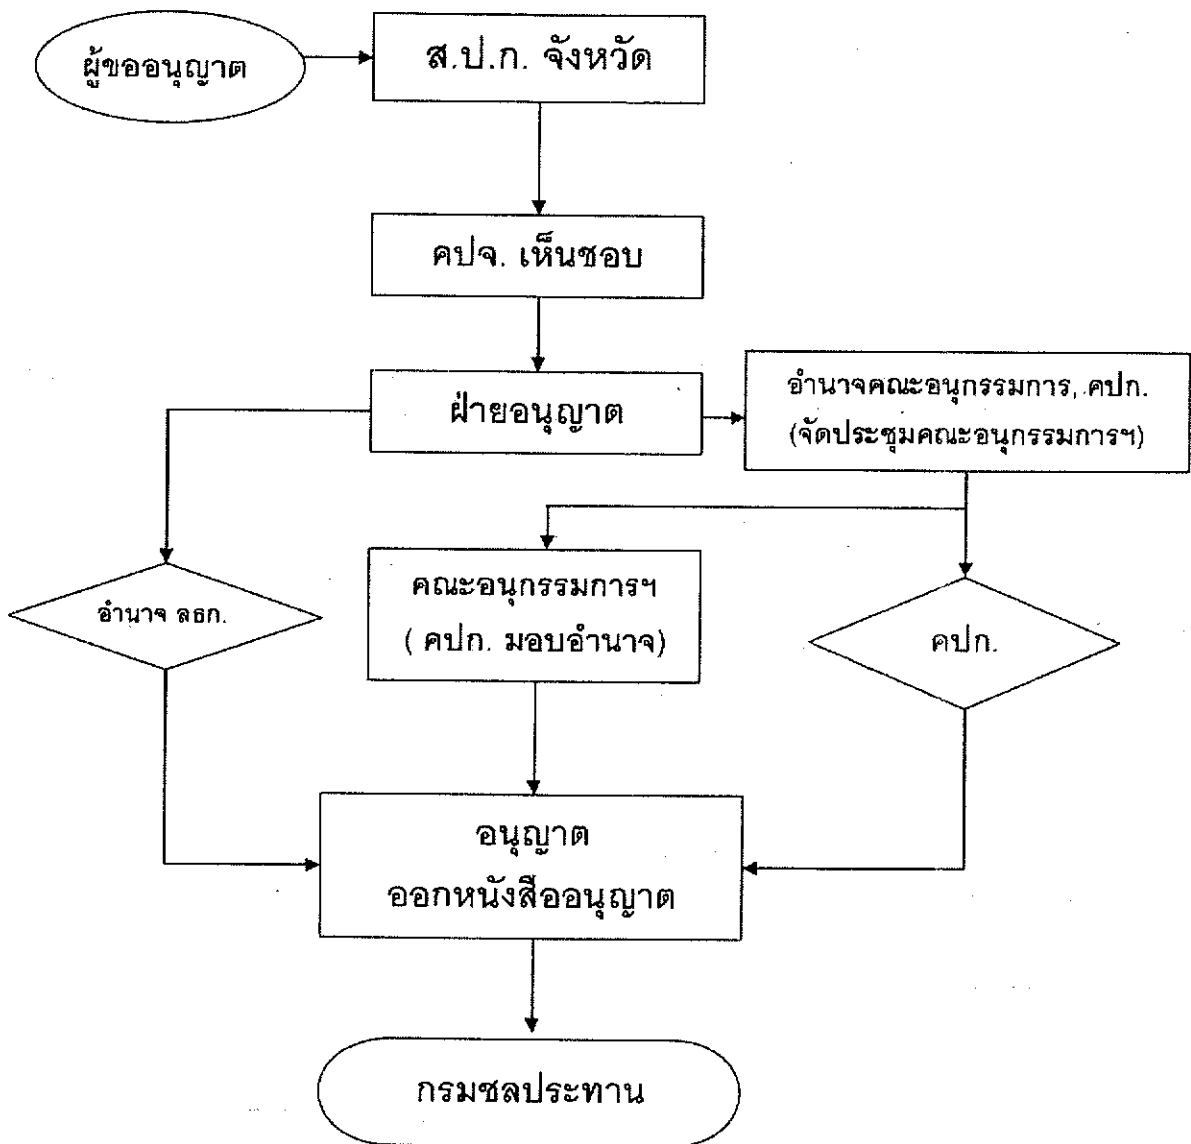 ผู้ขออนุญาต
ส.ป.ก. จังหวัด
คปจ. เห็นชอบ
ฝ่ายอนุญาต
อำนาจคณะอนุกรรมการ, คปก.
(จัดประชุมคณะอนุกรรมการฯ)
อำนาจ ลธก.
คณะอนุกรรมการฯ
( คปก. มอบอำนาจ)
คปก.
อนุญาต
ออกหนังสืออนุญาต
กรมชลประทาน